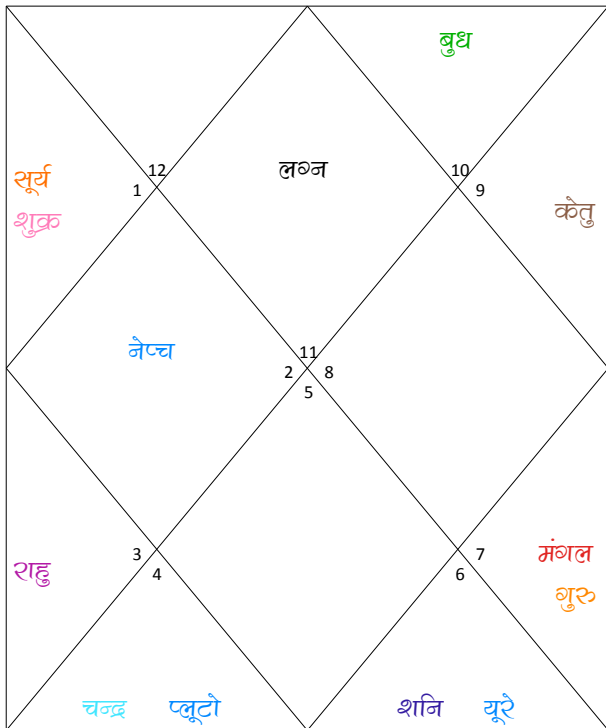 बुध
12
लग्न
10
सूर्य
1
9
शुक्र
केतु
नेप्च
11
2
8
5
3
7
मंगल
राहु
4
6
गुरु
चन्द्र प्लूटो
शनि यूरे